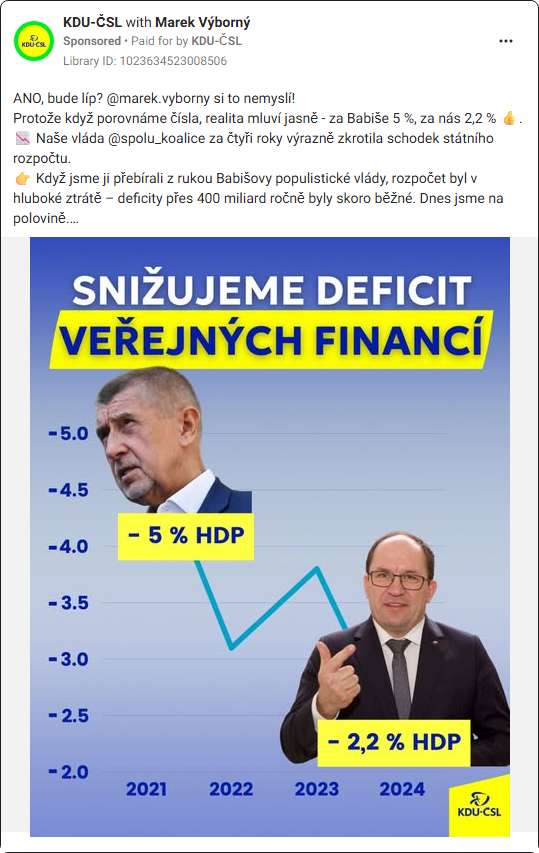 KDU-ČSL with Marek Výborný
Sponsored • Paid for by KDU-ČSL
Library ID: 1023634523008506
ANO, bude líp? @marek.vyborny si to nemyslí!
Protože když porovnáme čísla, realita mluví jasně - za Babiše 5 %, za nás 2,2 % 👍.
📉 Naše vláda @spolu_koalice za čtyři roky výrazně zkrotila schodek státního
rozpočtu.
👉 Když jsme ji přebírali z rukou Babišovy populistické vlády, rozpočet byl v
hluboké ztrátě – deficity přes 400 miliard ročně byly skoro běžné. Dnes jsme na
polovině....
SNIŽUJEME DEFICIT
VEŘEJNÝCH FINANCÍ
-5.0
-4.5
- 5 % HDP
-4.0
-3.5
-3.0
-2.5
- 2,2 % HDP
-2.0
2021 2022 2023 2024
KDU-ČSL
KDU-ČSL